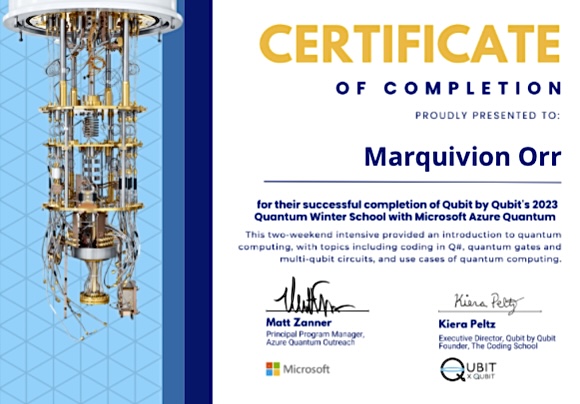 CERTIFICATE
OF COMPLETION
PROUDLY PRESENTED TO:
Marquivion Orr
for their successful completion of Qubit by Qubit's 2023
Quantum Winter School with Microsoft Azure Quantum
This two-weekend intensive provided an introduction to quantum
computing, with topics including coding in Q#, quantum gates and
multi-qubit circuits, and use cases of quantum computing.
Kiera Peltz
Matt Zanner
Principal Program Manager,
Azure Quantum Outreach
Kiera Peltz
Executive Director, Qubit by Qubit
Founder, The Coding School
Microsoft
QUBIT
X QUBIT